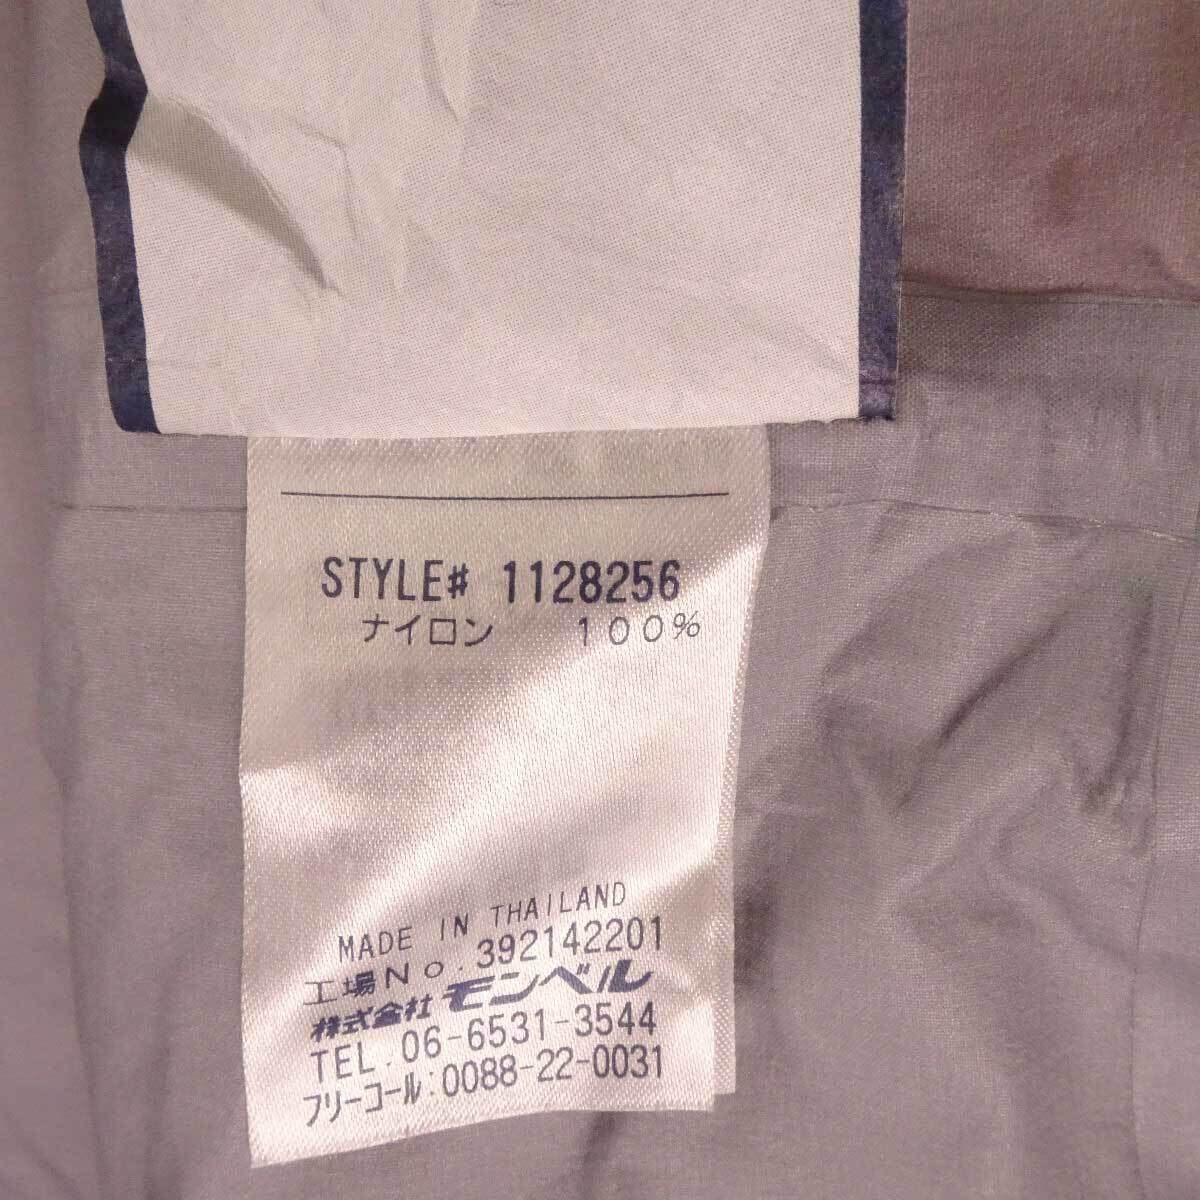 STYLE# 1128256
ナイロン 100%
MADE IN THAILAND
工場No.392142201
株式会社 モンベル
TEL.06-6531-3544
フリーコール:0088-22-0031